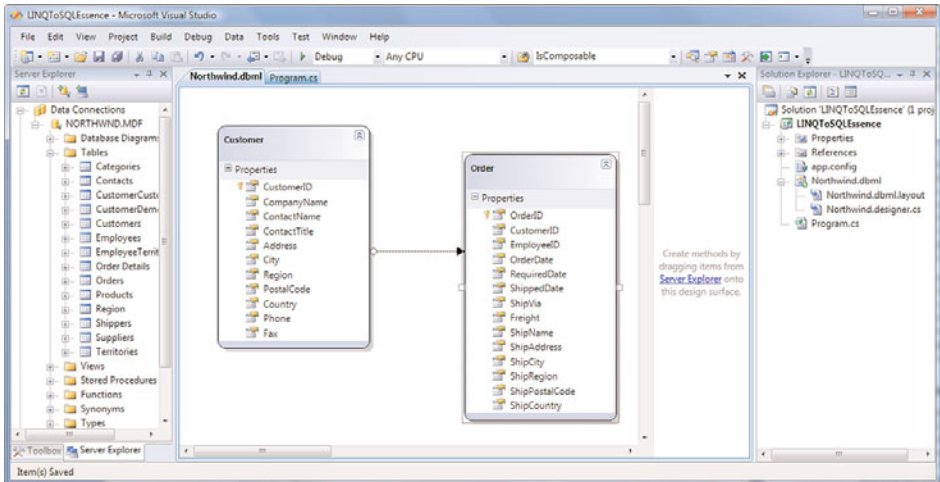 LINQToSQLEssence - Microsoft Visual Studio
File Edit View Project Build Debug Data Tools Test Window Help
Debug Any CPU IsComposable
Server Explorer
Data Connections
NORTHWND.MDF
Database Diagram:
Tables
Categories
Contacts
CustomerCusto
CustomerDem
Customers
Employees
EmployeeTerrit
Order Details
Orders
Products
Region
Shippers
Suppliers
Territories
Views
Stored Procedures
Functions
Synonyms
Types
Toolbox Server Explorer
Northwind.dbml Program.cs
Customer
Properties
CustomerID
CompanyName
ContactName
ContactTitle
Address
City
Region
PostalCode
Country
Phone
Fax
Order
Properties
OrderID
CustomerID
EmployeeID
OrderDate
RequiredDate
ShippedDate
ShipVia
Freight
ShipName
ShipAddress
ShipCity
ShipRegion
ShipPostalCode
ShipCountry
Create methods by
dragging items from
Server Explorer onto
this design surface.
Solution Explorer - LINQToSQ...
Solution 'LINQToSQLEssence' (1 proj
LINQToSQLEssence
Properties
References
app.config
Northwind.dbml
Northwind.dbml.layout
Northwind.designer.cs
Program.cs
Item(s) Saved